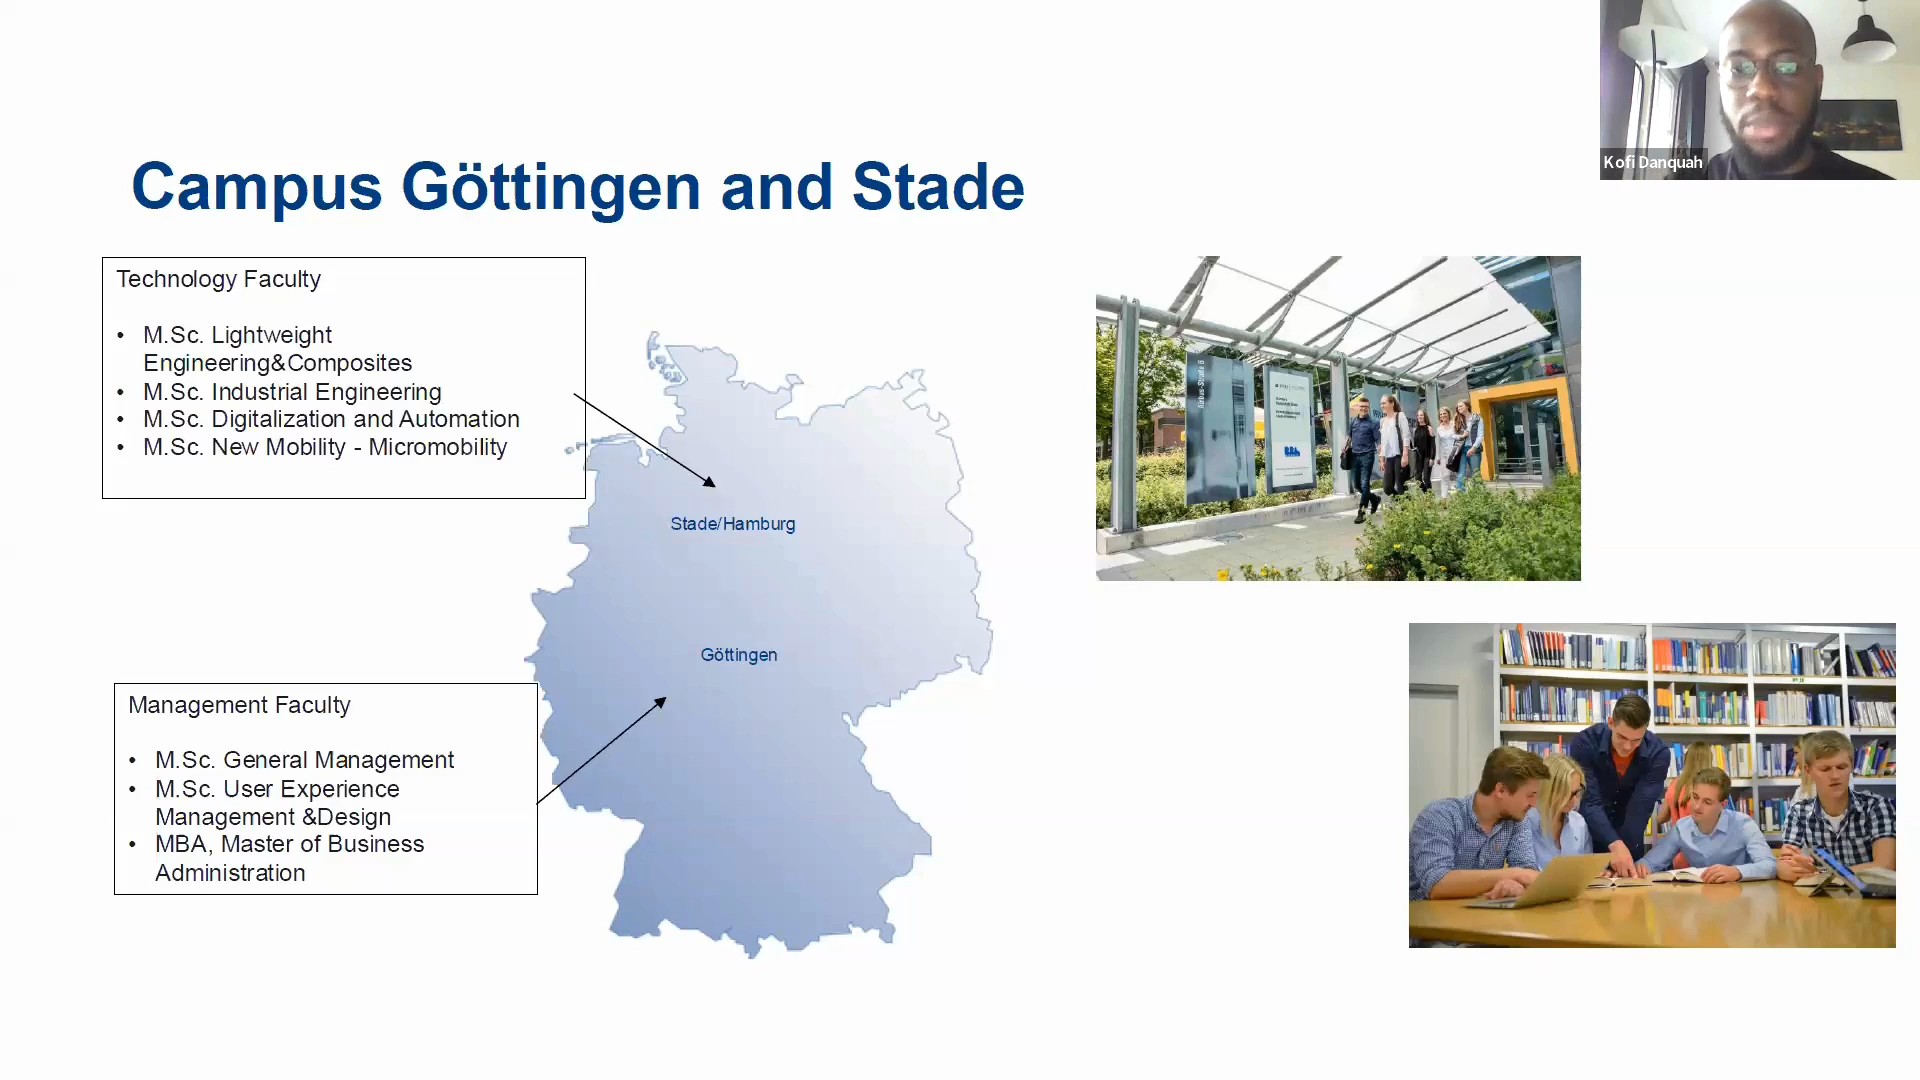 Kofi Danquah
Campus Göttingen and Stade
Technology Faculty
• M.Sc. Lightweight
Engineering&Composites
• M.Sc. Industrial Engineering
• M.Sc. Digitalization and Automation
• M.Sc. New Mobility - Micromobility
Stade/Hamburg
Göttingen
Management Faculty
• M.Sc. General Management
• M.Sc. User Experience
Management &Design
• MBA, Master of Business
Administration